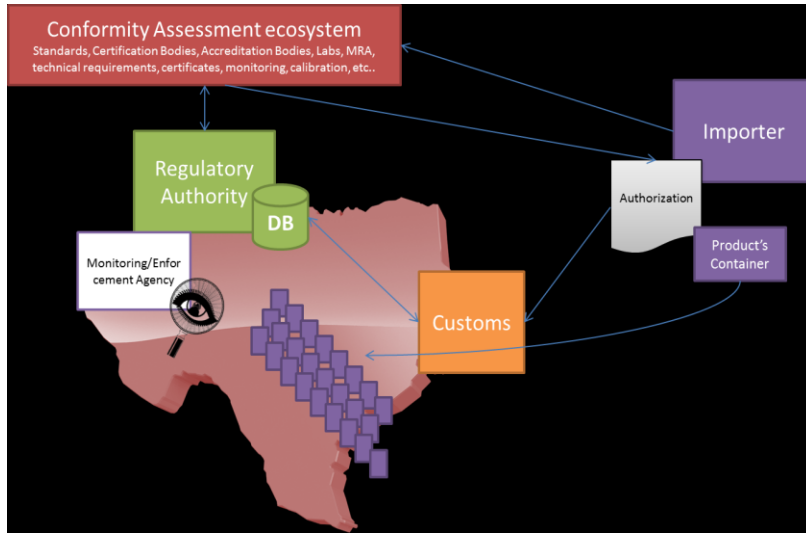 Conformity Assessment ecosystem
Standards, Certification Bodies, Accreditation Bodies, Labs, MRA,
technical requirements, certificates, monitoring, calibration, etc..
Importer
Regulatory
Authority
DB
Authorization
Monitoring/Enfor
cement Agency
Product's
Container
Customs